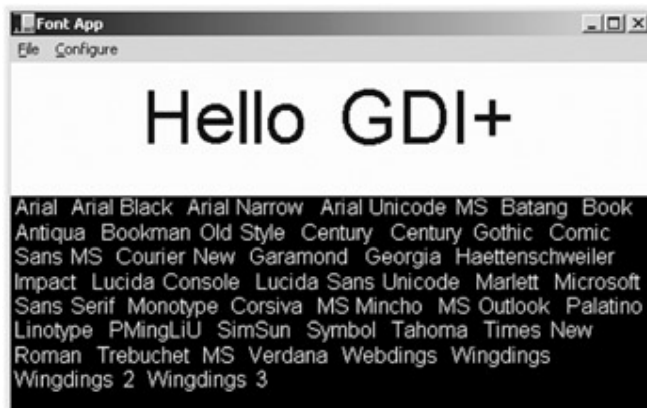 Font App
File Configure
Hello GDI+
Arial Arial Black Arial Narrow Arial Unicode MS Batang Book
Antiqua Bookman Old Style Century Century Gothic Comic
Sans MS Courier New Garamond Georgia Haettenschweiler
Impact Lucida Console Lucida Sans Unicode Marlett Microsoft
Sans Serif Monotype Corsiva MS Mincho MS Outlook Palatino
Linotype PMingLiU SimSun Symbol Tahoma Times New
Roman Trebuchet MS Verdana Webdings Wingdings
Wingdings 2 Wingdings 3